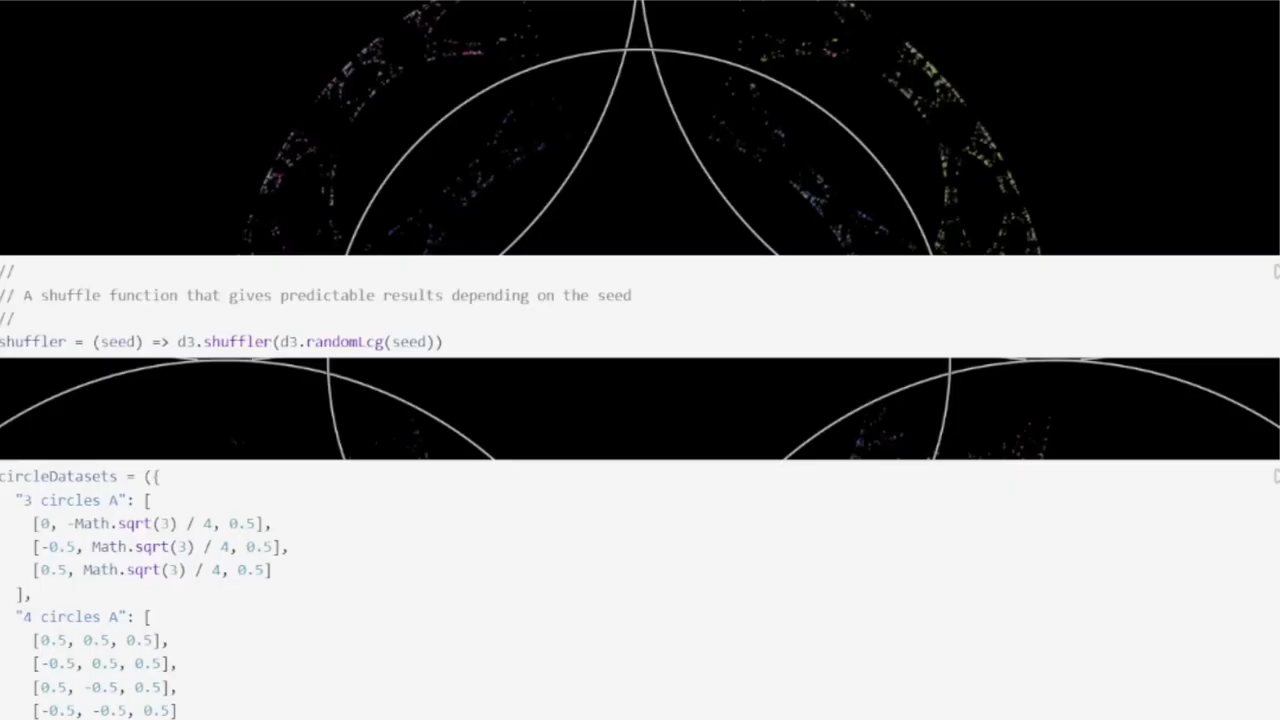 //
// A shuffle function that gives predictable results depending on the seed
//
shuffler = (seed) => d3.shuffler(d3.randomLcg(seed))
circleDatasets = ({
"3 circles A": [
[0, -Math.sqrt(3) / 4, 0.5],
[-0.5, Math.sqrt(3) / 4, 0.5],
[0.5, Math.sqrt(3) / 4, 0.5]
],
"4 circles A": [
[0.5, 0.5, 0.5],
[-0.5, 0.5, 0.5],
[0.5, -0.5, 0.5],
[-0.5, -0.5, 0.5]